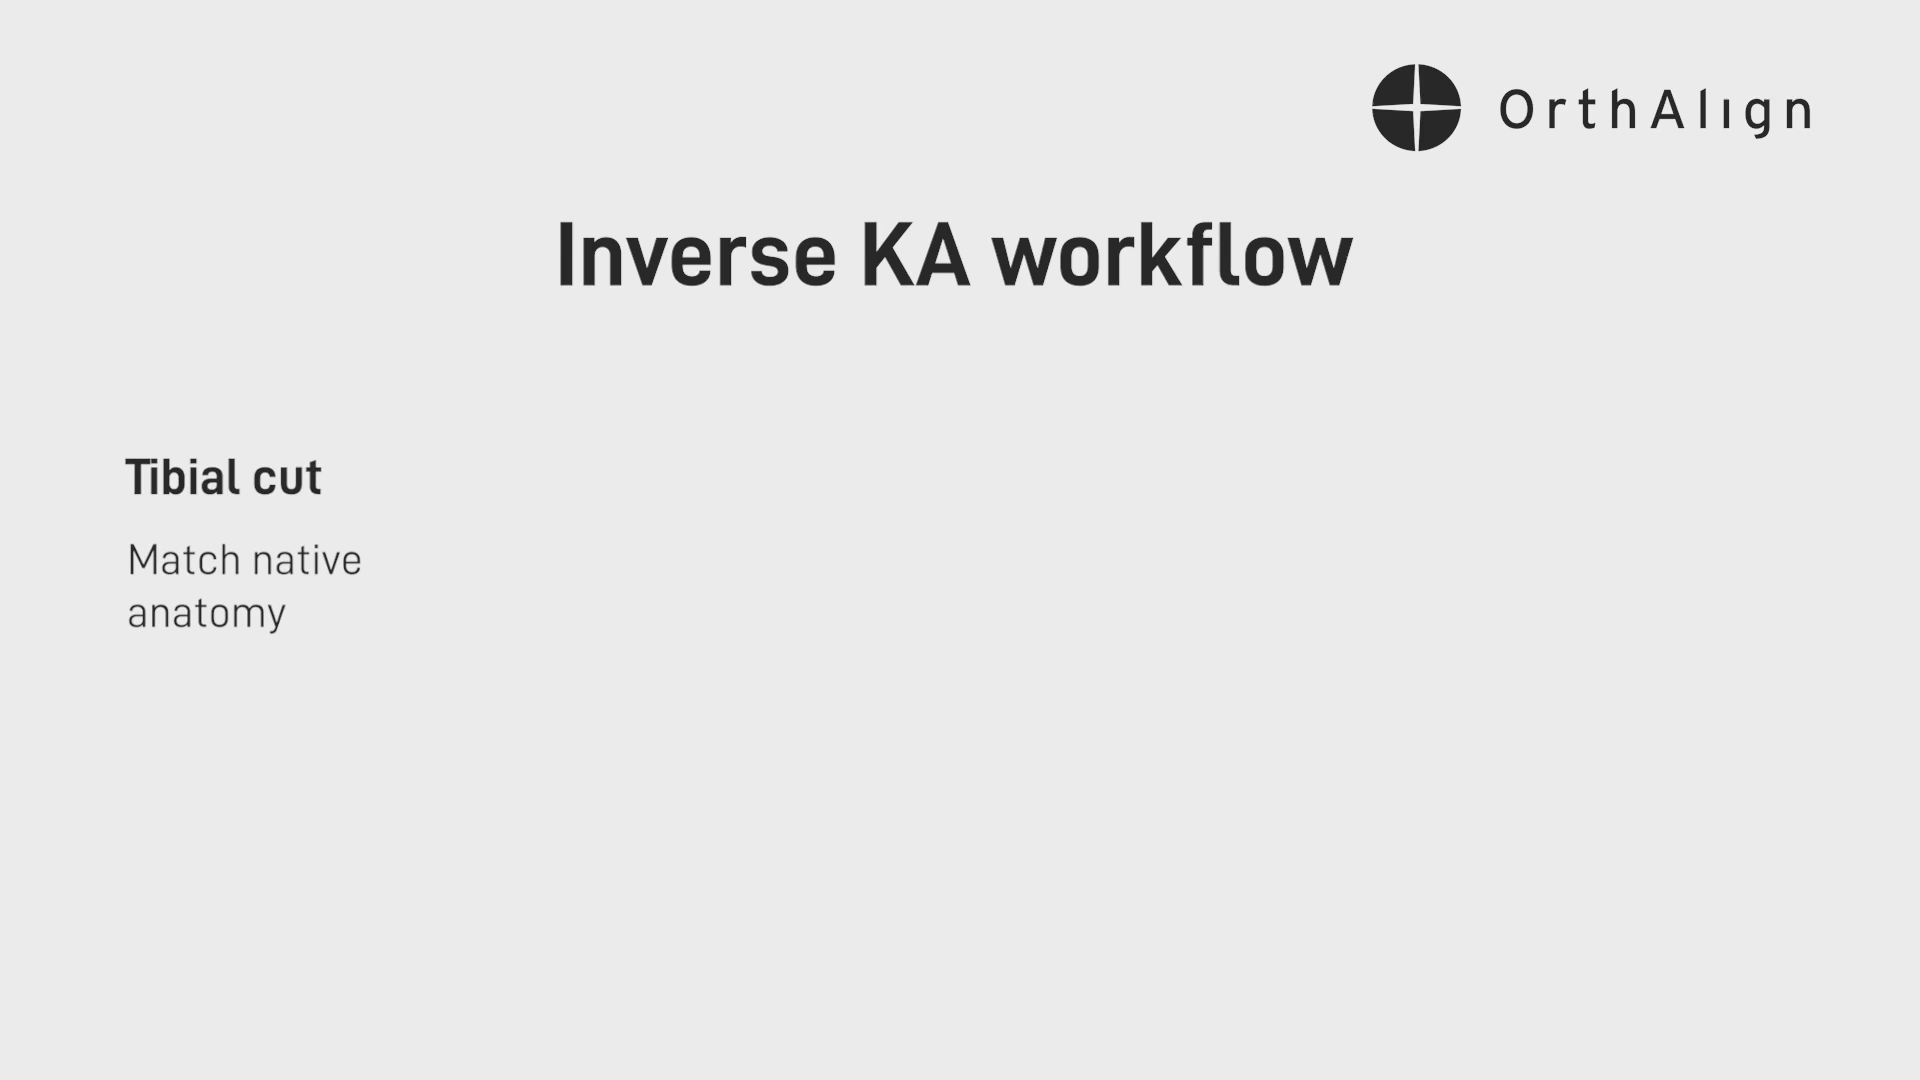 OrthAlign
Inverse KA workflow
Tibial cut
Match native
anatomy